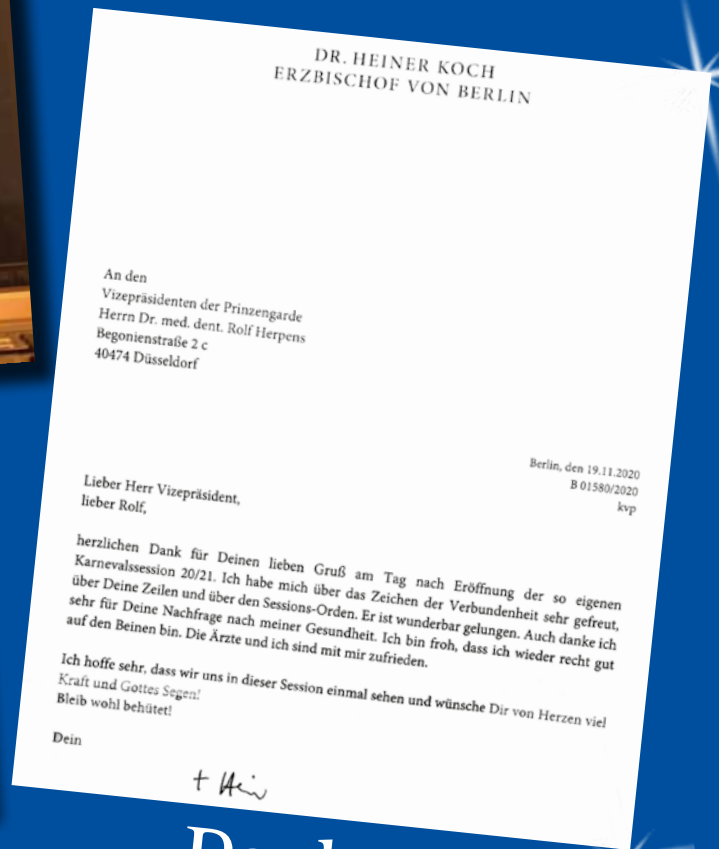 DR. HEINER KOCH
ERZBISCHOF VON BERLIN
An den
Vizepräsidenten der Prinzengarde
Herrn Dr. med. dent. Rolf Herpens
Begonienstraße 2 c
40474 Düsseldorf
Berlin, den 19.11.2020
B 01580/2020
kvp
Lieber Herr Vizepräsident,
lieber Rolf,
herzlichen Dank für Deinen lieben Gruß am Tag nach Eröffnung der so eigenen
Karnevalssession 20/21. Ich habe mich über das Zeichen der Verbundenheit sehr gefreut,
über Deine Zeilen und über den Sessions-Orden. Er ist wunderbar gelungen. Auch danke ich
sehr für Deine Nachfrage nach meiner Gesundheit. Ich bin froh, dass ich wieder recht gut
auf den Beinen bin. Die Ärzte und ich sind mit mir zufrieden.
Ich hoffe sehr, dass wir uns in dieser Session einmal sehen und wünsche Dir von Herzen viel
Kraft und Gottes Segen!
Bleib wohl behütet!
Dein